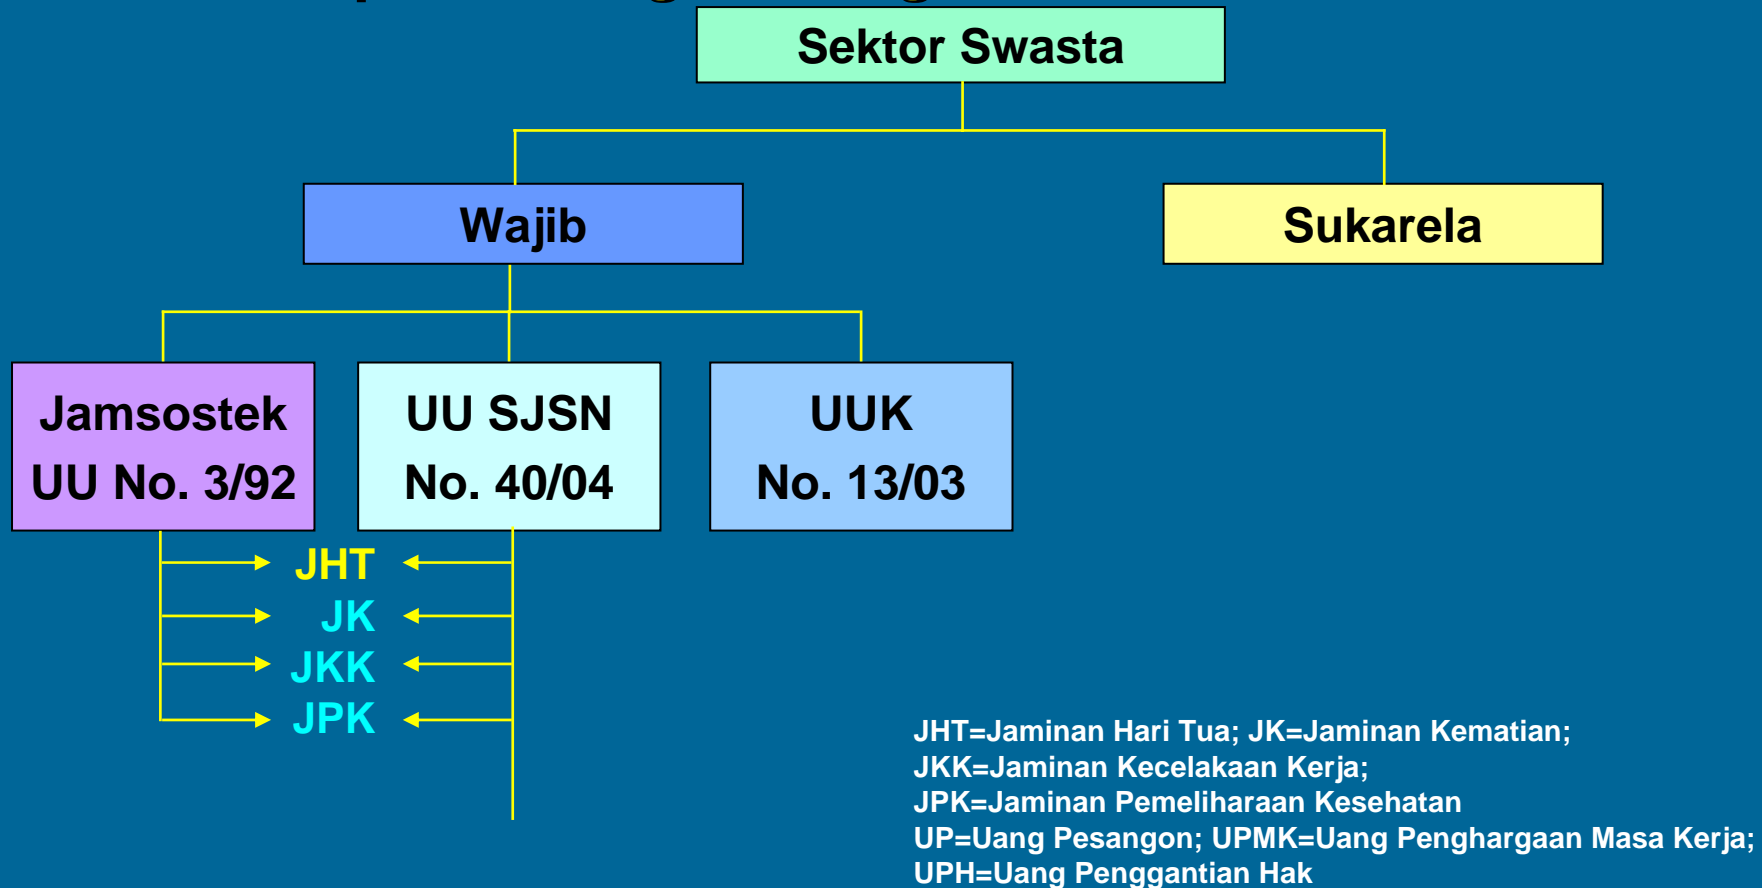 Sektor Swasta
Wajib
Sukarela
Jamsostek
UU No. 3/92
UU SJSN
No. 40/04
UUK
No. 13/03
JHT
JK
JKK
JPK
JHT=Jaminan Hari Tua; JK=Jaminan Kematian;
JKK=Jaminan Kecelakaan Kerja;
JPK=Jaminan Pemeliharaan Kesehatan
UP=Uang Pesangon; UPMK=Uang Penghargaan Masa Kerja;
UPH=Uang Penggantian Hak